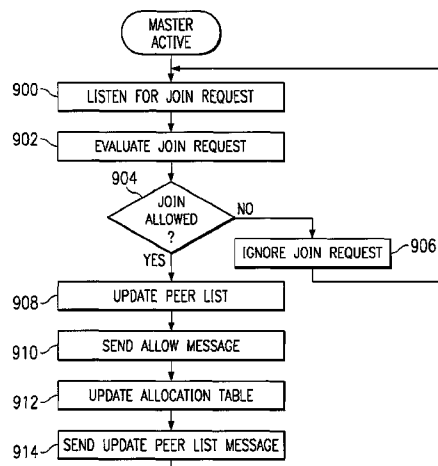 MASTER
ACTIVE
900
LISTEN FOR JOIN REQUEST
902
EVALUATE JOIN REQUEST
904
JOIN
ALLOWED
?
NO
YES
IGNORE JOIN REQUEST
906
908
UPDATE PEER LIST
910
SEND ALLOW MESSAGE
912
UPDATE ALLOCATION TABLE
914
SEND UPDATE PEER LIST MESSAGE